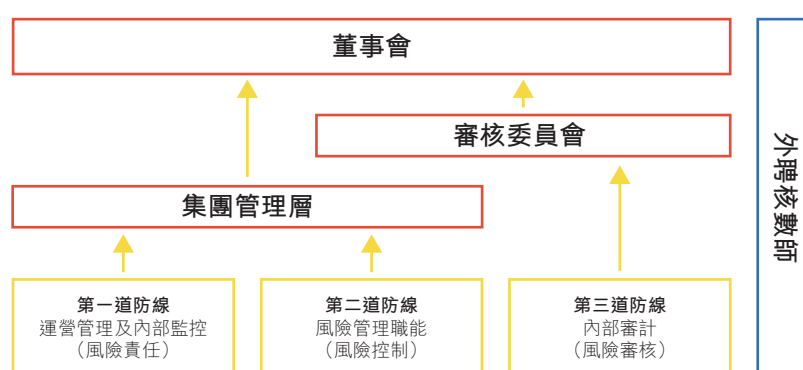 董事會
審核委員會
集團管理層
第一道防線
運營管理及內部監控
（風險責任）
第二道防線
風險管理職能
（風險控制）
第三道防線
內部審計
（風險審核）
外聘核數師